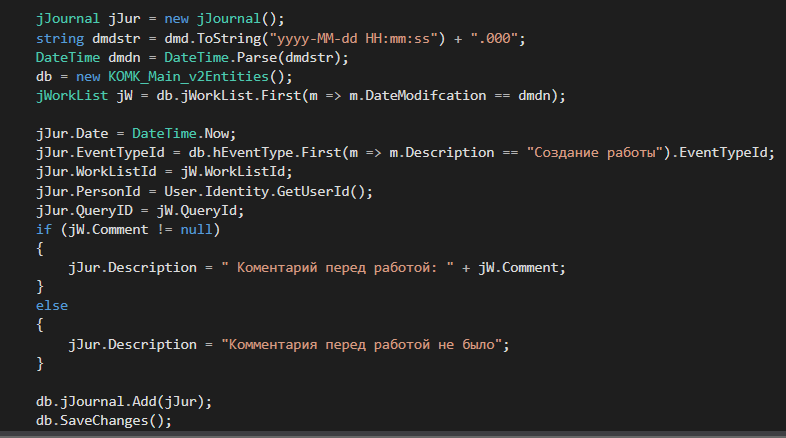 jJournal jJur = new jJournal();
string dmdstr = dmd.ToString("yyyy-MM-dd HH:mm:ss") + ".000";
DateTime dmdn = DateTime.Parse(dmdstr);
db = new KOMK_Main_v2Entities();
jWorkList jW = db.jWorkList.First(m => m.DateModifcation == dmdn);
jJur.Date = DateTime.Now;
jJur.EventTypeId = db.hEventType.First(m => m.Description == "Создание работы").EventTypeId;
jJur.WorkListId = jW.WorkListId;
jJur.PersonId = User.Identity.GetUserId();
jJur.QueryID = jW.QueryId;
if (jW.Comment != null)
{
jJur.Description = " Коментарий перед работой: " + jW.Comment;
}
else
{
jJur.Description = "Комментария перед работой не было";
}
db.jJournal.Add(jJur);
db.SaveChanges();